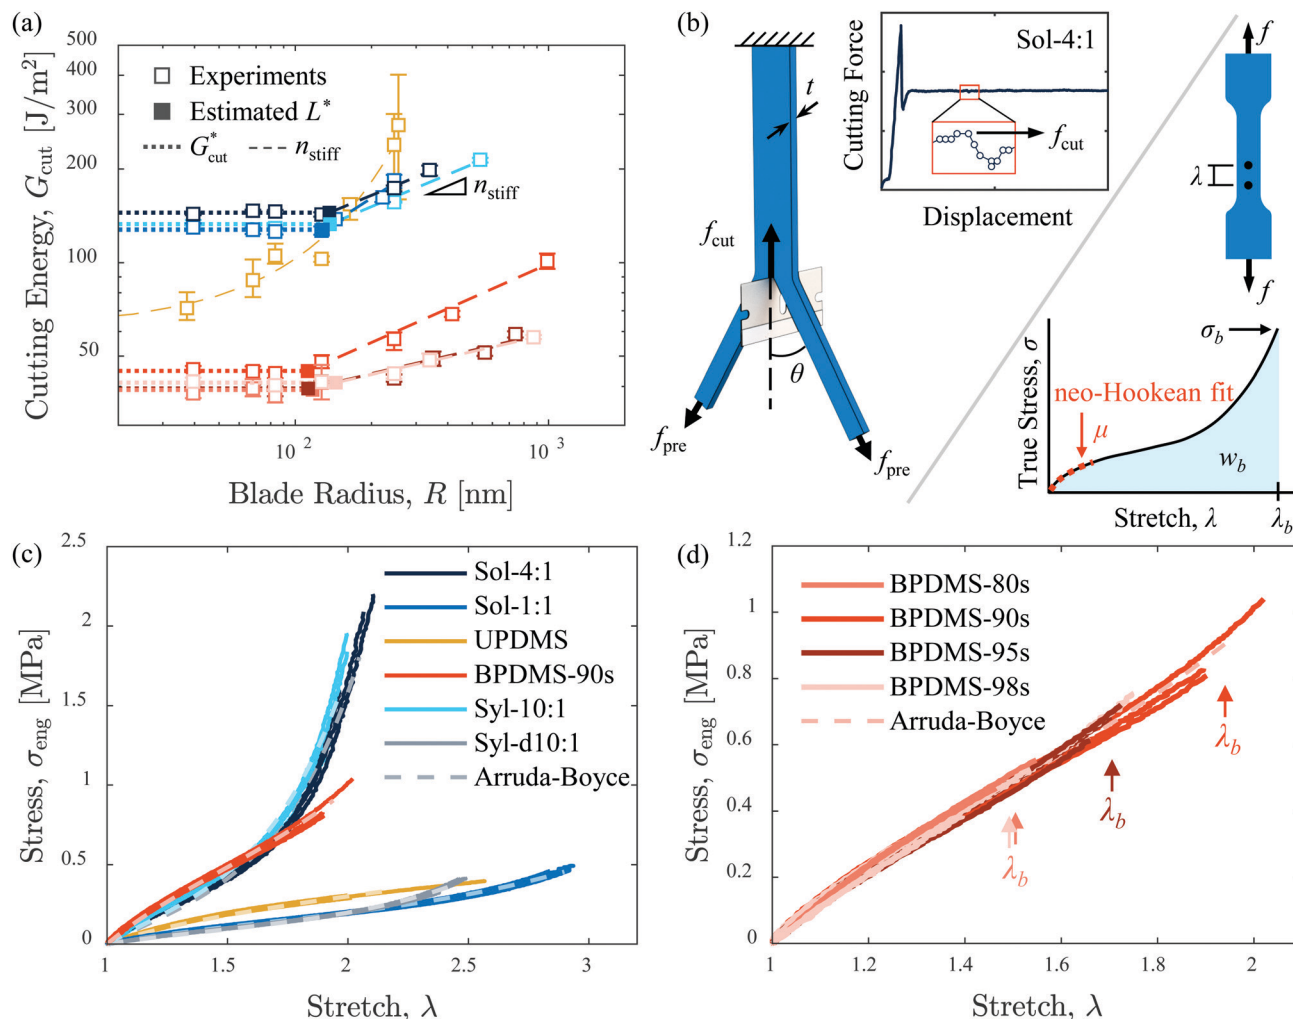 (a)
500
400
300
200
100
50
Cutting Energy, G_cut [J/m²]
Experiments
Estimated L*
G*_cut
n_stiff
n_stiff
10²
10³
Blade Radius, R [nm]
(b)
t
f_cut
θ
f_pre
f_pre
Cutting Force
Sol-4:1
f_cut
Displacement
f
λ
f
True Stress, σ
σ_b
neo-Hookean fit
μ
w_b
Stretch, λ
λ_b
(c)
2.5
2
1.5
1
0.5
0
Stress, σ_eng [MPa]
Sol-4:1
Sol-1:1
UPDMS
BPDMS-90s
Syl-10:1
Syl-d10:1
Arruda-Boyce
1
1.5
2
2.5
3
Stretch, λ
(d)
1.2
1
0.8
0.6
0.4
0.2
0
Stress, σ_eng [MPa]
BPDMS-80s
BPDMS-90s
BPDMS-95s
BPDMS-98s
Arruda-Boyce
λ_b
λ_b
λ_b
1
1.2
1.4
1.6
1.8
2
Stretch, λ